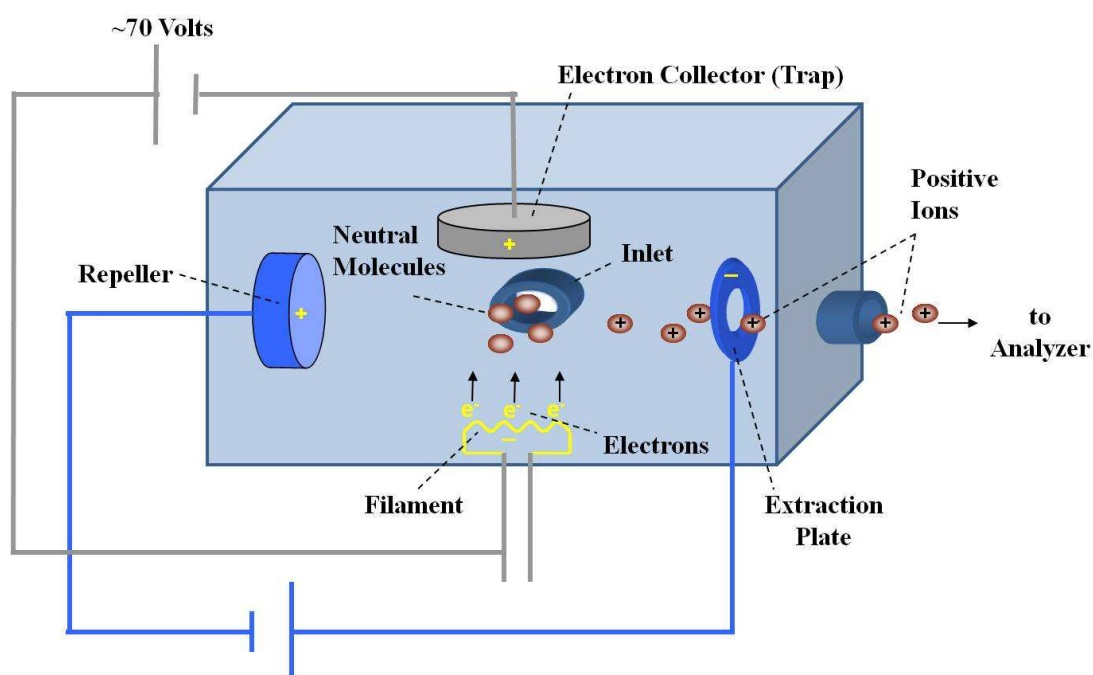 ~70 Volts
Electron Collector (Trap)
Positive
Ions
Neutral
Molecules
Inlet
Repeller
+
+
−
+
+
+
+
+
+
to
Analyzer
e- e- e-
−
Electrons
Filament
Extraction
Plate